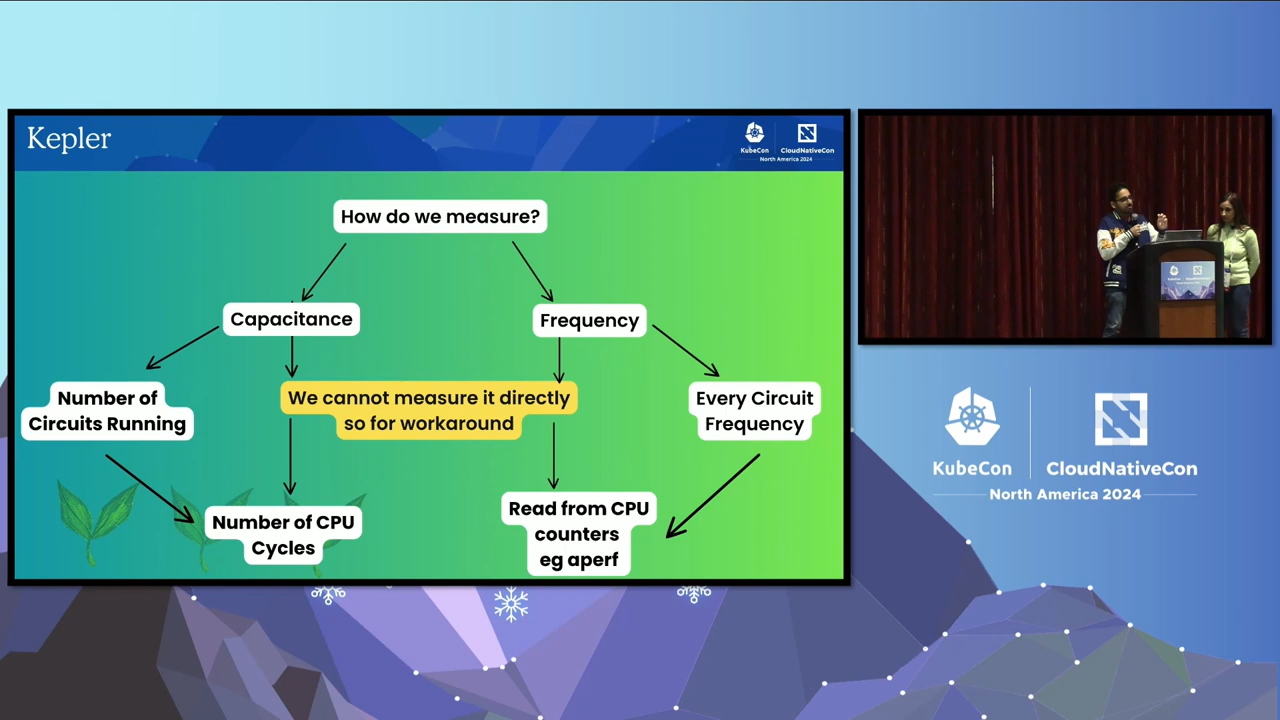 Kepler
KubeCon
CloudNativeCon
North America 2024
How do we measure?
Capacitance
Frequency
Number of
Circuits Running
We cannot measure it directly
so for workaround
Every Circuit
Frequency
Number of CPU
Cycles
Read from CPU
counters
eg aperf
KubeCon
CloudNativeCon
North America 2024